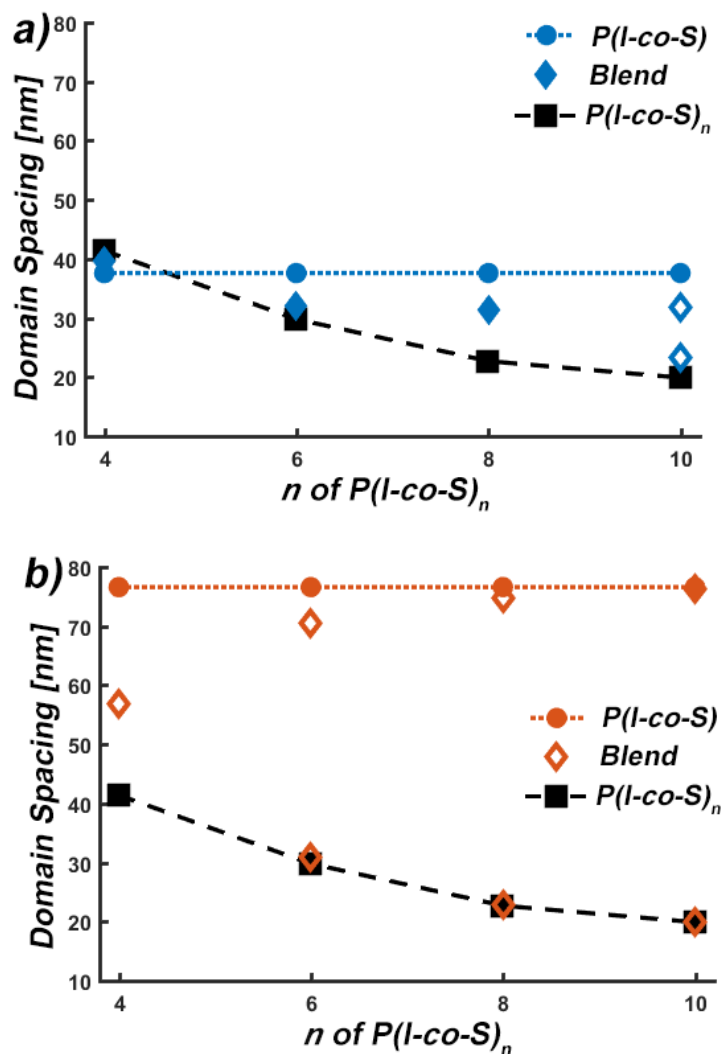 a)
80
70
60
50
40
30
20
10
Domain Spacing [nm]
P(I-co-S)
Blend
P(I-co-S)n
4 6 8 10
n of P(I-co-S)n
b)
80
70
60
50
40
30
20
10
Domain Spacing [nm]
P(I-co-S)
Blend
P(I-co-S)n
4 6 8 10
n of P(I-co-S)n